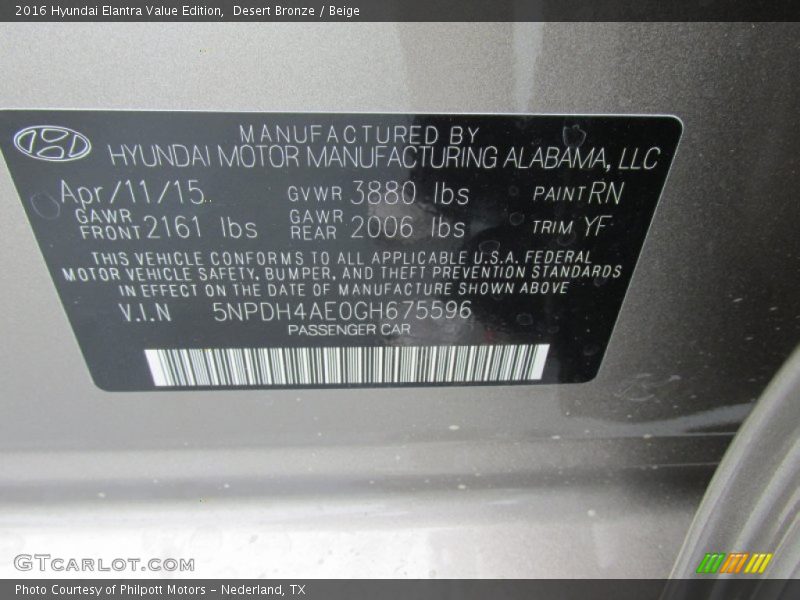 2016 Hyundai Elantra Value Edition, Desert Bronze / Beige
MANUFACTURED BY
HYUNDAI MOTOR MANUFACTURING ALABAMA, LLC
Apr/11/15 GVWR 3880 lbs PAINT RN
GAWR FRONT 2161 lbs GAWR REAR 2006 lbs TRIM YF
THIS VEHICLE CONFORMS TO ALL APPLICABLE U.S.A. FEDERAL
MOTOR VEHICLE SAFETY, BUMPER, AND THEFT PREVENTION STANDARDS
IN EFFECT ON THE DATE OF MANUFACTURE SHOWN ABOVE
V.I.N 5NPDH4AE0GH675596
PASSENGER CAR
GTCARLOT.COM
Photo Courtesy of Philpott Motors - Nederland, TX